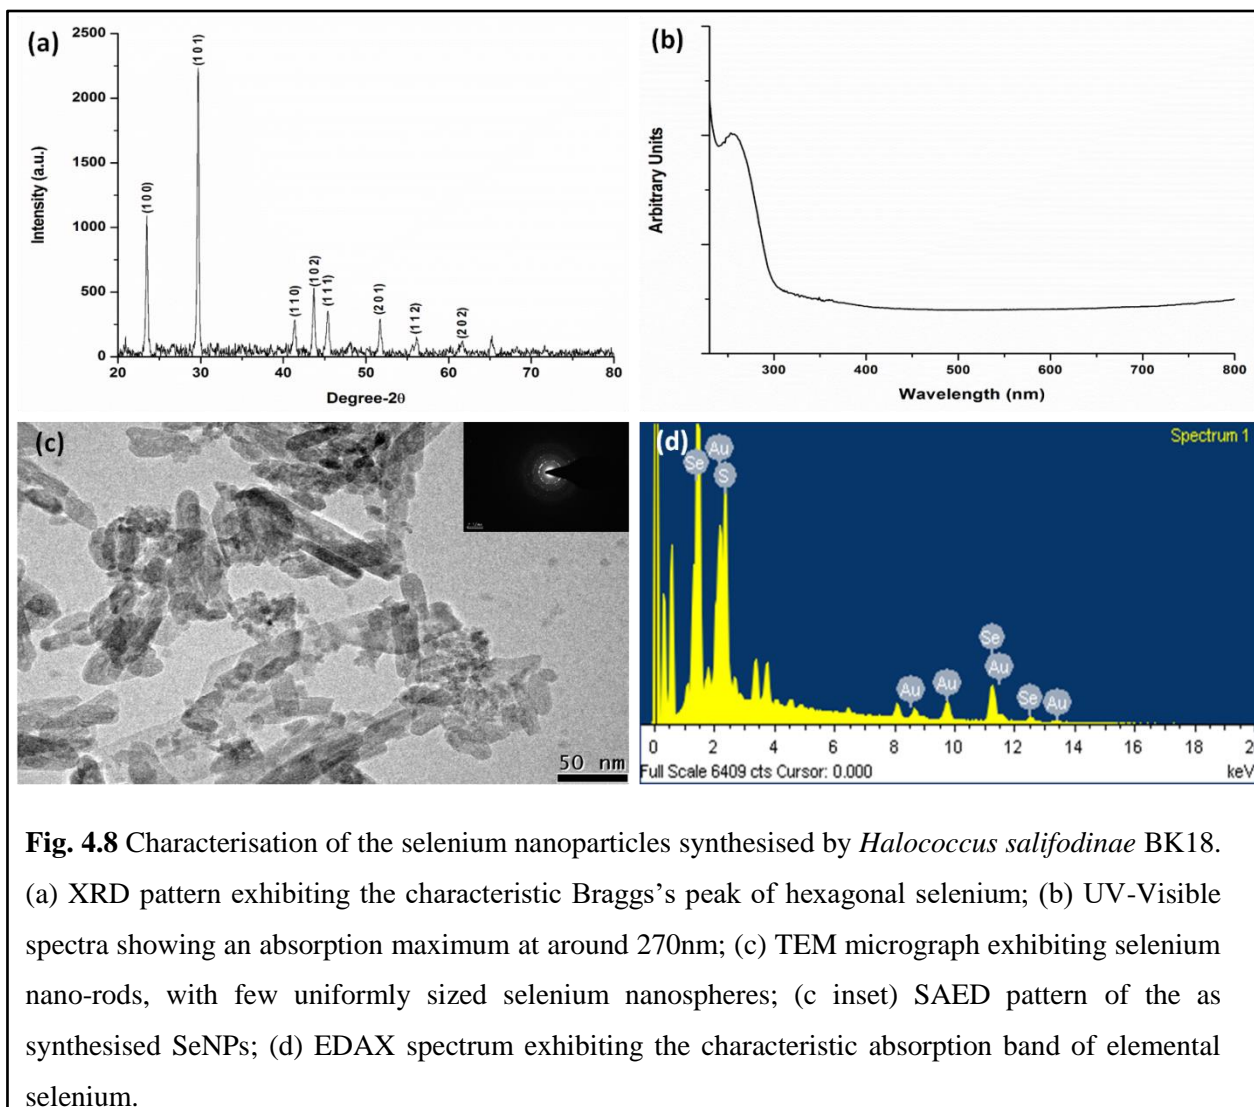 (a)
2500
2000
1500
1000
500
0
Intensity (a.u.)
(1 0 0)
(1 0 1)
(1 1 0)
(1 0 2)
(1 1 1)
(2 0 1)
(1 1 2)
(2 0 2)
20 30 40 50 60 70 80
Degree-2θ
(b)
Arbitrary Units
300 400 500 600 700 800
Wavelength (nm)
(c)
50 nm
(d)
Spectrum 1
Se
Au
S
Au
Au
Se
Au
Se
Au
0 2 4 6 8 10 12 14 16 18 20
Full Scale 6409 cts Cursor: 0.000 keV
Fig. 4.8 Characterisation of the selenium nanoparticles synthesised by Halococcus salifodinae BK18.
(a) XRD pattern exhibiting the characteristic Braggs’s peak of hexagonal selenium; (b) UV-Visible
spectra showing an absorption maximum at around 270nm; (c) TEM micrograph exhibiting selenium
nano-rods, with few uniformly sized selenium nanospheres; (c inset) SAED pattern of the as
synthesised SeNPs; (d) EDAX spectrum exhibiting the characteristic absorption band of elemental
selenium.